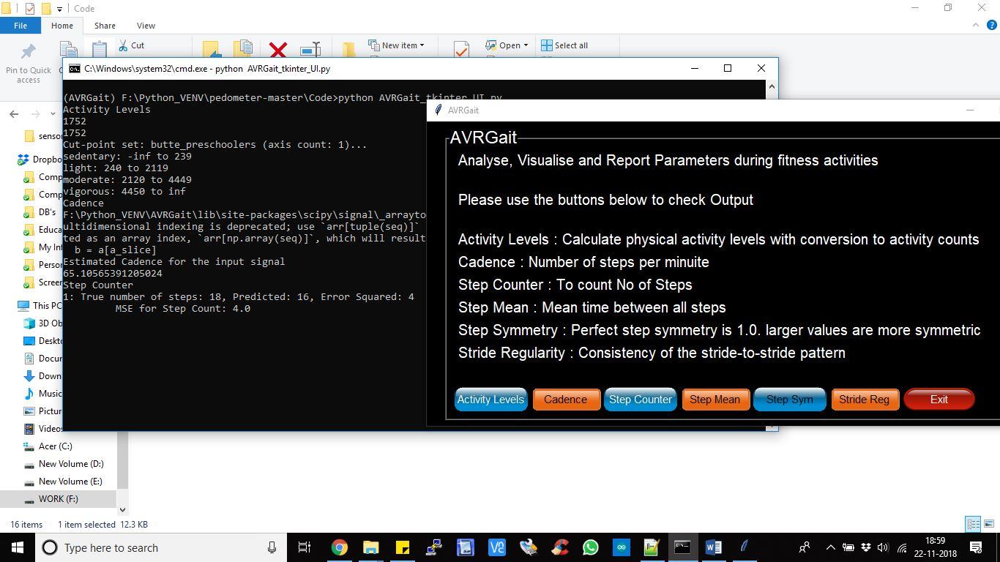 Code
File
Home
Share
View
Cut
New item
Open
Select all
Pin to Quick
access
C:\Windows\system32\cmd.exe - python  AVRGait_tkinter_UI.py
(AVRGait) F:\Python_VENV\pedometer-master\Code>python AVRGait_tkinter_UI.py
Activity Levels
1752
1752
Cut-point set: butte_preschoolers (axis count: 1)...
sedentary: -inf to 239
light: 240 to 2119
moderate: 2120 to 4449
vigorous: 4450 to inf
Cadence
F:\Python_VENV\AVRGait\lib\site-packages\scipy\signal\_arrayto
ultidimensional indexing is deprecated; use `arr[tuple(seq)]`
ted as an array index, `arr[np.array(seq)]`, which will result
b = a[a_slice]
Estimated Cadence for the input signal
65.10565391205024
Step Counter
1: True number of steps: 18, Predicted: 16, Error Squared: 4
MSE for Step Count: 4.0
AVRGait
AVRGait
Analyse, Visualise and Report Parameters during fitness activities
Please use the buttons below to check Output
Activity Levels : Calculate physical activity levels with conversion to activity counts
Cadence : Number of steps per minuite
Step Counter : To count No of Steps
Step Mean : Mean time between all steps
Step Symmetry : Perfect step symmetry is 1.0. larger values are more symmetric
Stride Regularity : Consistency of the stride-to-stride pattern
Activity Levels
Cadence
Step Counter
Step Mean
Step Sym
Stride Reg
Exit
senso
Dropbo
Comp
Comp
DB's
Educa
My In
Person
Screen
This PC
3D Ob
Deskto
Docur
Down
Music
Pictur
Videos
Acer (C:)
New Volume (D:)
New Volume (E:)
WORK (F:)
16 items
1 item selected  12.3 KB
Type here to search
18:59
22-11-2018